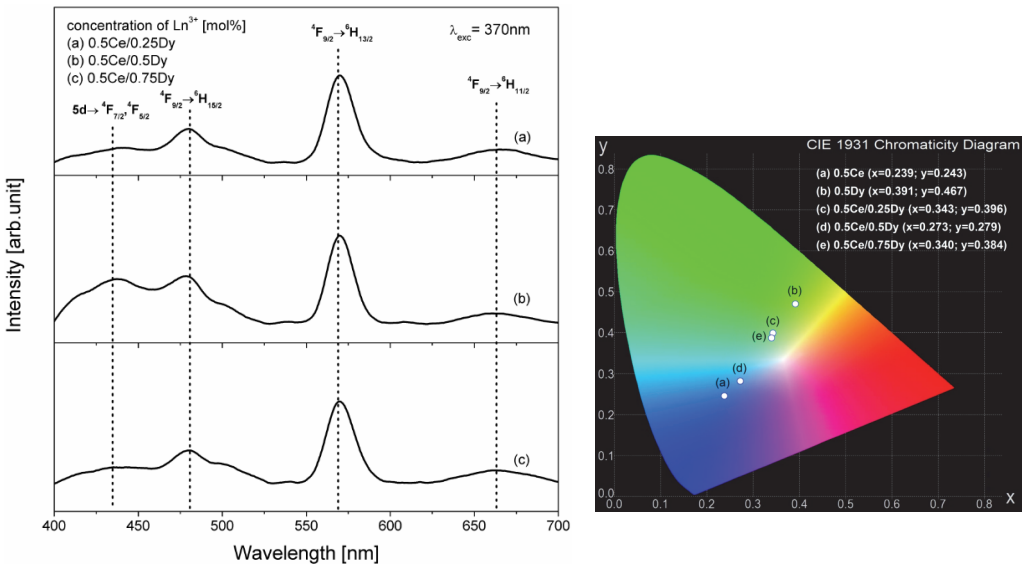 concentration of Ln³⁺ [mol%]
(a) 0.5Ce/0.25Dy
(b) 0.5Ce/0.5Dy
(c) 0.5Ce/0.75Dy
⁴F₉/₂→⁶H₁₃/₂
λexc= 370nm
5d→⁴F₇/₂,⁴F₅/₂
⁴F₉/₂→⁶H₁₅/₂
⁴F₉/₂→⁶H₁₁/₂
(a)
(b)
(c)
Intensity [arb.unit]
400 450 500 550 600 650 700
Wavelength [nm]
y
CIE 1931 Chromaticity Diagram
(a) 0.5Ce (x=0.239; y=0.243)
(b) 0.5Dy (x=0.391; y=0.467)
(c) 0.5Ce/0.25Dy (x=0.343; y=0.396)
(d) 0.5Ce/0.5Dy (x=0.273; y=0.279)
(e) 0.5Ce/0.75Dy (x=0.340; y=0.384)
0.8
0.7
0.6
0.5
0.4
0.3
0.2
0.1
0.0
(b)
(c)
(e)
(d)
(a)
0.0 0.1 0.2 0.3 0.4 0.5 0.6 0.7 0.8
X